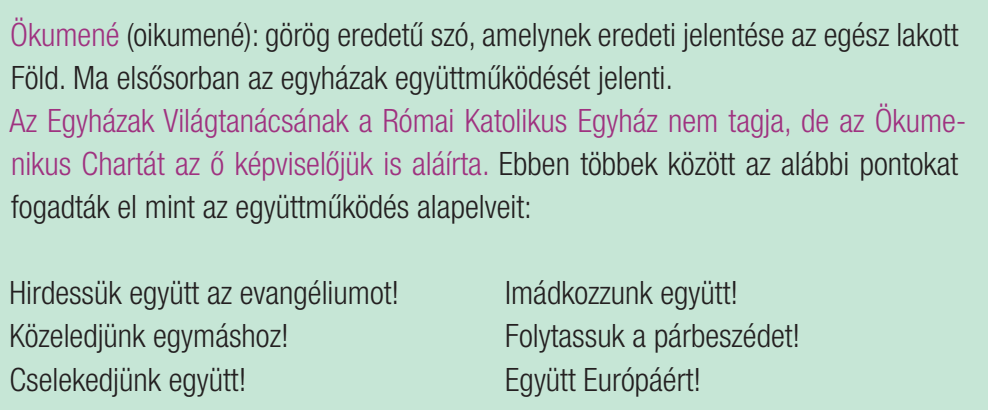 Ökumené (oikumené): görög eredetű szó, amelynek eredeti jelentése az egész lakott
Föld. Ma elsősorban az egyházak együttműködését jelenti.
Az Egyházak Világtanácsának a Római Katolikus Egyház nem tagja, de az Ökume-
nikus Chartát az ő képviselőjük is aláírta. Ebben többek között az alábbi pontokat
fogadták el mint az együttműködés alapelveit:
Hirdessük együtt az evangéliumot!
Közeledjünk egymáshoz!
Cselekedjünk együtt!
Imádkozzunk együtt!
Folytassuk a párbeszédet!
Együtt Európáért!